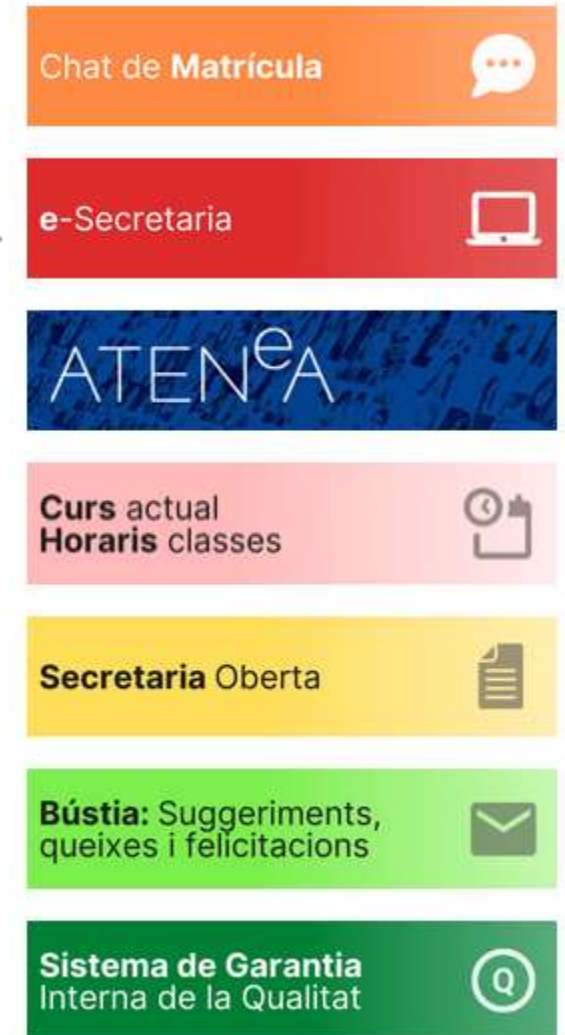 Chat de Matrícula
e-Secretaria
ATENeA
Curs actual
Horaris classes
Secretaria Oberta
Bústia: Suggeriments,
queixes i felicitacions
Sistema de Garantia
Interna de la Qualitat
Q